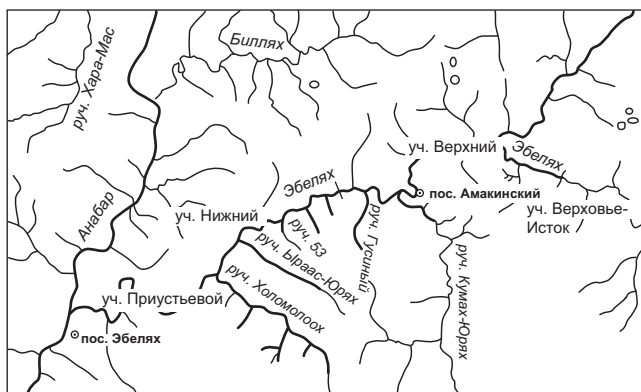 Биллях
руч. Хара-Мас
уч. Верхний
Эбелях
Эбелях
пос. Амакинский
Анабар
уч. Нижний
руч. 53
руч. Гусиный
уч. Верховье-
Исток
руч. Ыраас-Юрях
руч. Кумах-Юрях
уч. Приустьевой
руч. Холомолоох
пос. Эбелях